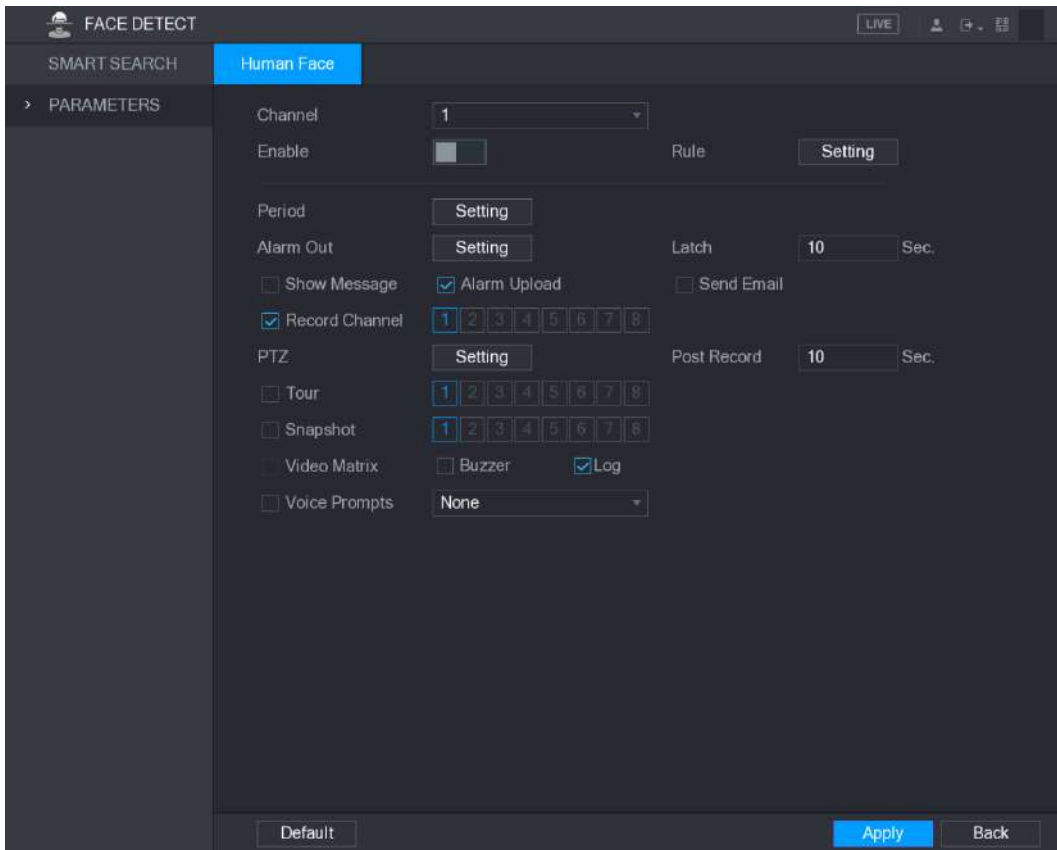 FACE DETECT LIVE
SMART SEARCH Human Face
> PARAMETERS
Channel 1
Enable Rule Setting
Period Setting
Alarm Out Setting Latch 10 Sec.
Show Message Alarm Upload Send Email
Record Channel 1 2 3 4 5 6 7 8
PTZ Setting Post Record 10 Sec.
Tour 1 2 3 4 5 6 7 8
Snapshot 1 2 3 4 5 6 7 8
Video Matrix Buzzer Log
Voice Prompts None
Default Apply Back